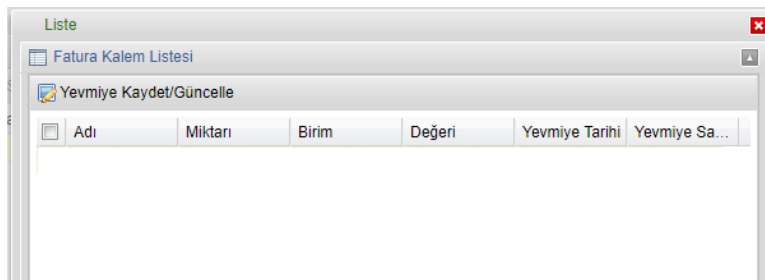 Liste
Fatura Kalem Listesi
Yevmiye Kaydet/Güncelle
Adı Miktarı Birim Değeri Yevmiye Tarihi Yevmiye Sa...